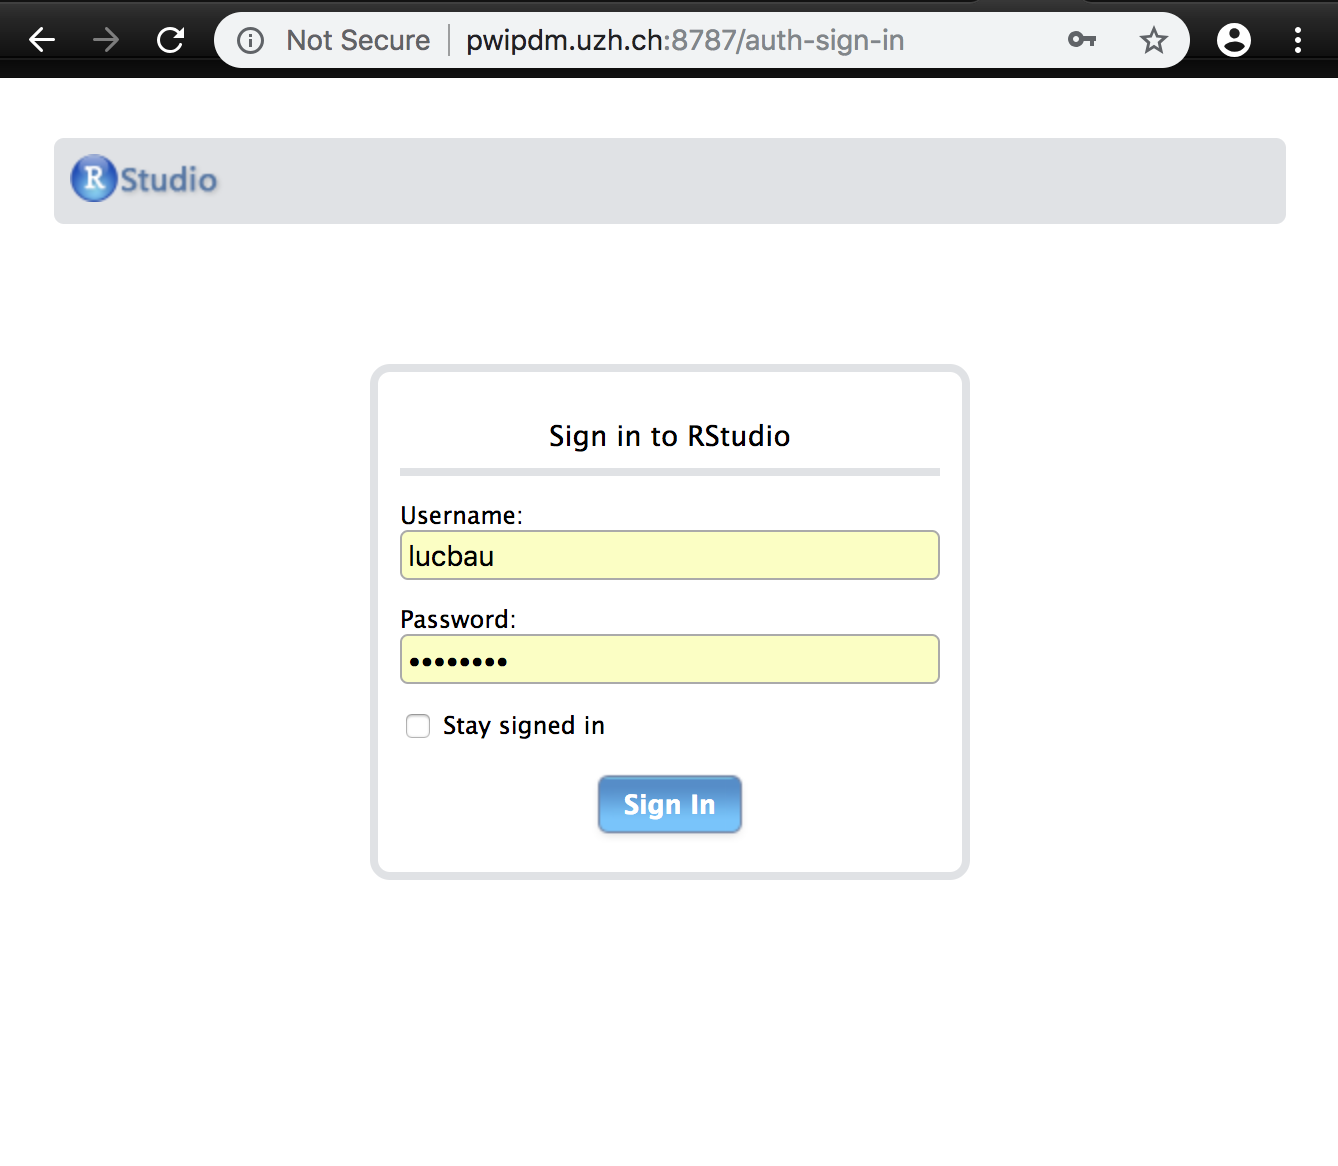 Not Secure | pwipdm.uzh.ch:8787/auth-sign-in
R Studio
Sign in to RStudio
Username:
lucbau
Password:
••••••••
Stay signed in
Sign In